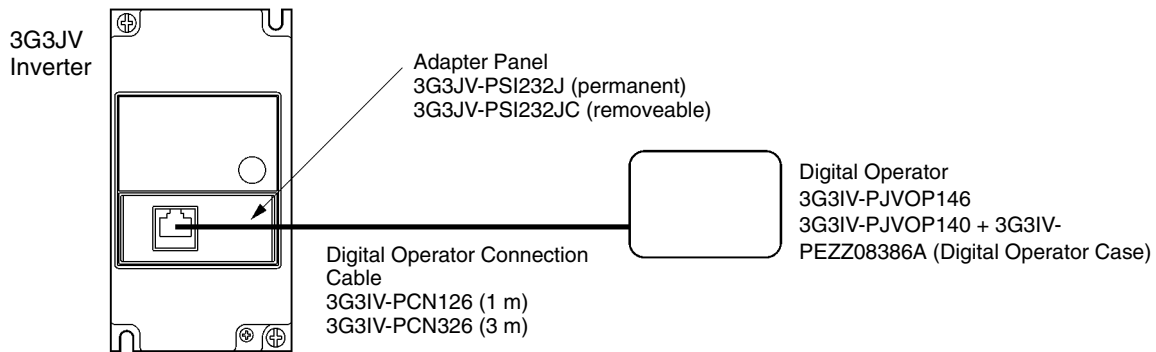 3G3JV
Inverter
Adapter Panel
3G3JV-PSI232J (permanent)
3G3JV-PSI232JC (removeable)
Digital Operator
3G3IV-PJVOP146
3G3IV-PJVOP140 + 3G3IV-
PEZZ08386A (Digital Operator Case)
Digital Operator Connection
Cable
3G3IV-PCN126 (1 m)
3G3IV-PCN326 (3 m)